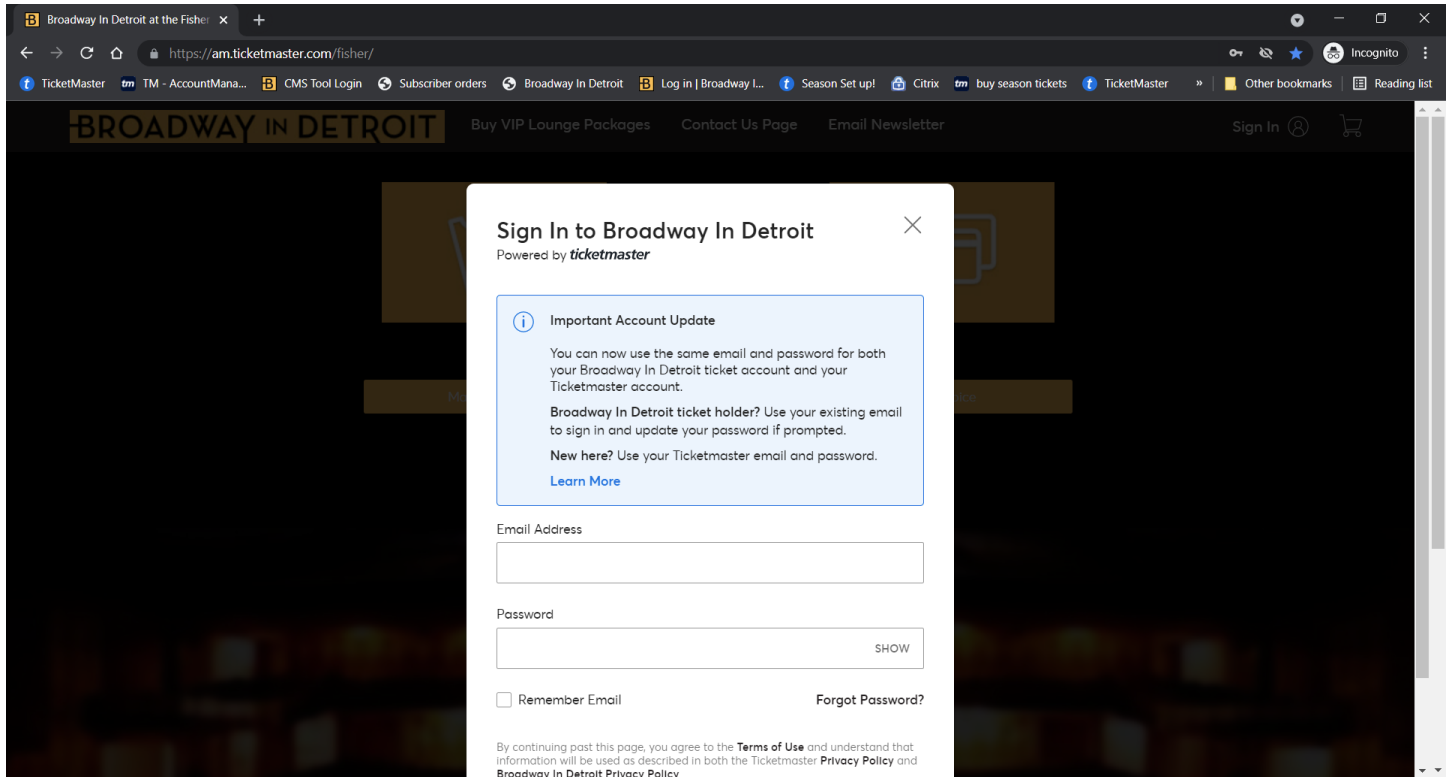 Broadway In Detroit at the Fisher
https://am.ticketmaster.com/fisher/
Incognito
TicketMaster TM - AccountMana... CMS Tool Login Subscriber orders Broadway In Detroit Log in | Broadway I... Season Set up! Citrix buy season tickets TicketMaster » Other bookmarks Reading list
BROADWAY IN DETROIT Buy VIP Lounge Packages Contact Us Page Email Newsletter Sign In
Sign In to Broadway In Detroit
Powered by ticketmaster
Important Account Update
You can now use the same email and password for both
your Broadway In Detroit ticket account and your
Ticketmaster account.
Broadway In Detroit ticket holder? Use your existing email
to sign in and update your password if prompted.
New here? Use your Ticketmaster email and password.
Learn More
Email Address
Password
SHOW
Remember Email Forgot Password?
By continuing past this page, you agree to the Terms of Use and understand that
information will be used as described in both the Ticketmaster Privacy Policy and
Broadway In Detroit Privacy Policy